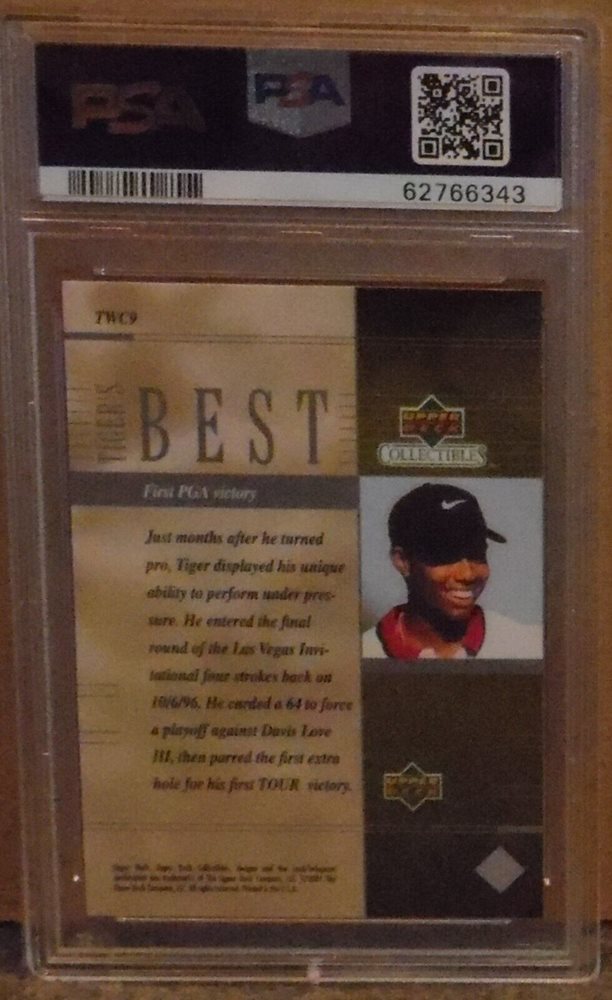 PSA
PSA
62766343
TWC9
TIGER'S
BEST
UPPER DECK
COLLECTIBLES
First PGA victory
Just months after he turned
pro, Tiger displayed his unique
ability to perform under pres-
sure. He entered the final
round of the Las Vegas Invi-
tational four strokes back on
10/6/96. He carded a 64 to force
a playoff against Davis Love
III, then parred the first extra
hole for his first TOUR victory.